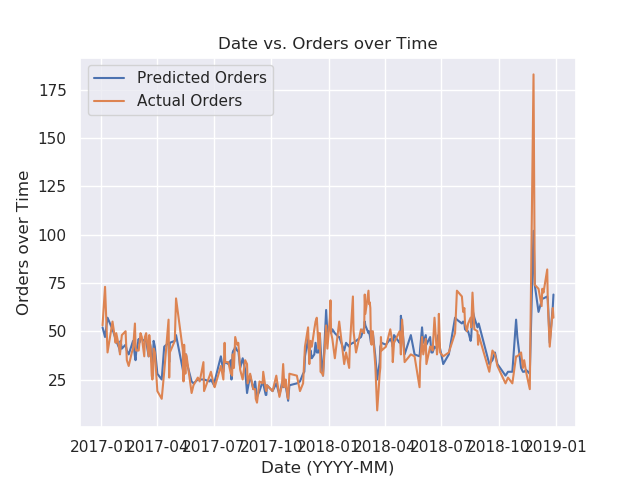 Date vs. Orders over Time
Predicted Orders
Actual Orders
175
150
125
100
75
50
25
Orders over Time
2017-01 2017-04 2017-07 2017-10 2018-01 2018-04 2018-07 2018-10 2019-01
Date (YYYY-MM)